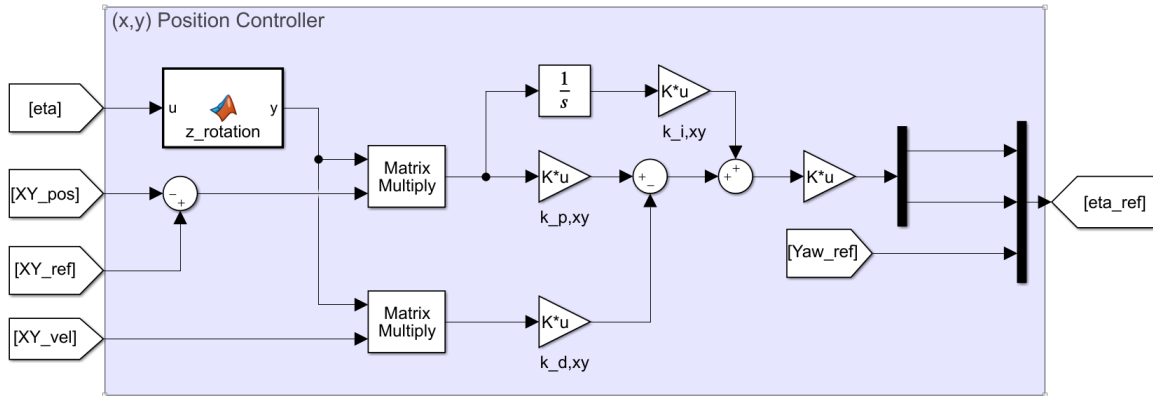 (x,y) Position Controller
[eta]
u
y
z_rotation
1
s
K*u
k_i,xy
[XY_pos]
−
+
Matrix
Multiply
K*u
k_p,xy
+
−
+
+
K*u
[eta_ref]
[XY_ref]
[Yaw_ref]
[XY_vel]
Matrix
Multiply
K*u
k_d,xy